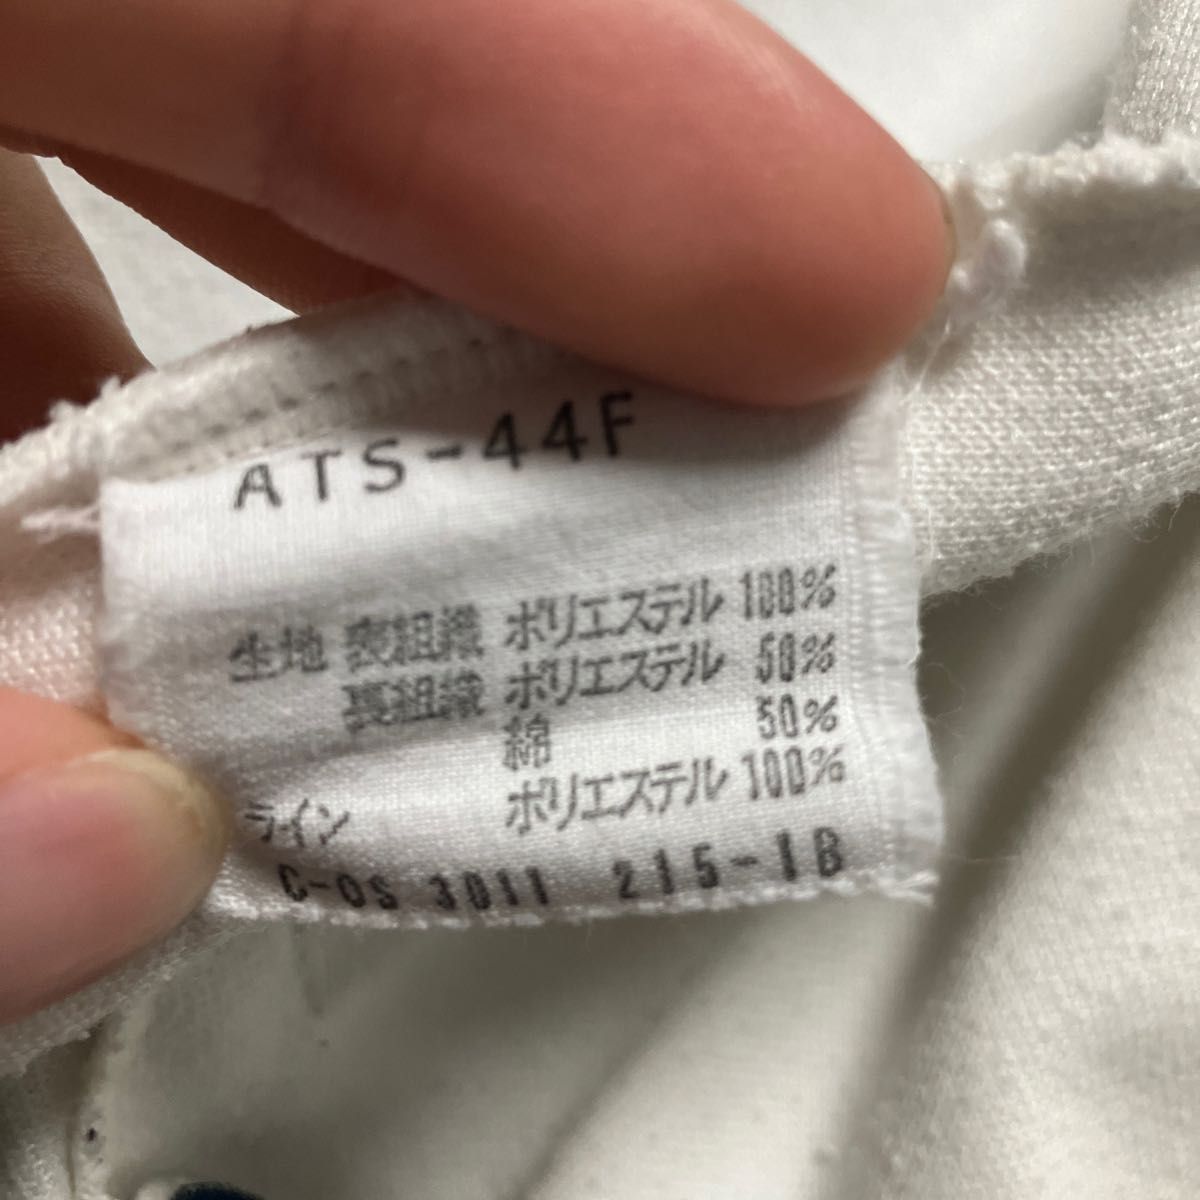 ATS-44F
生地 表組織 ポリエステル 100%
裏組織 ポリエステル 50%
綿 50%
ライン ポリエステル 100%
C-OS 3011 215-1B